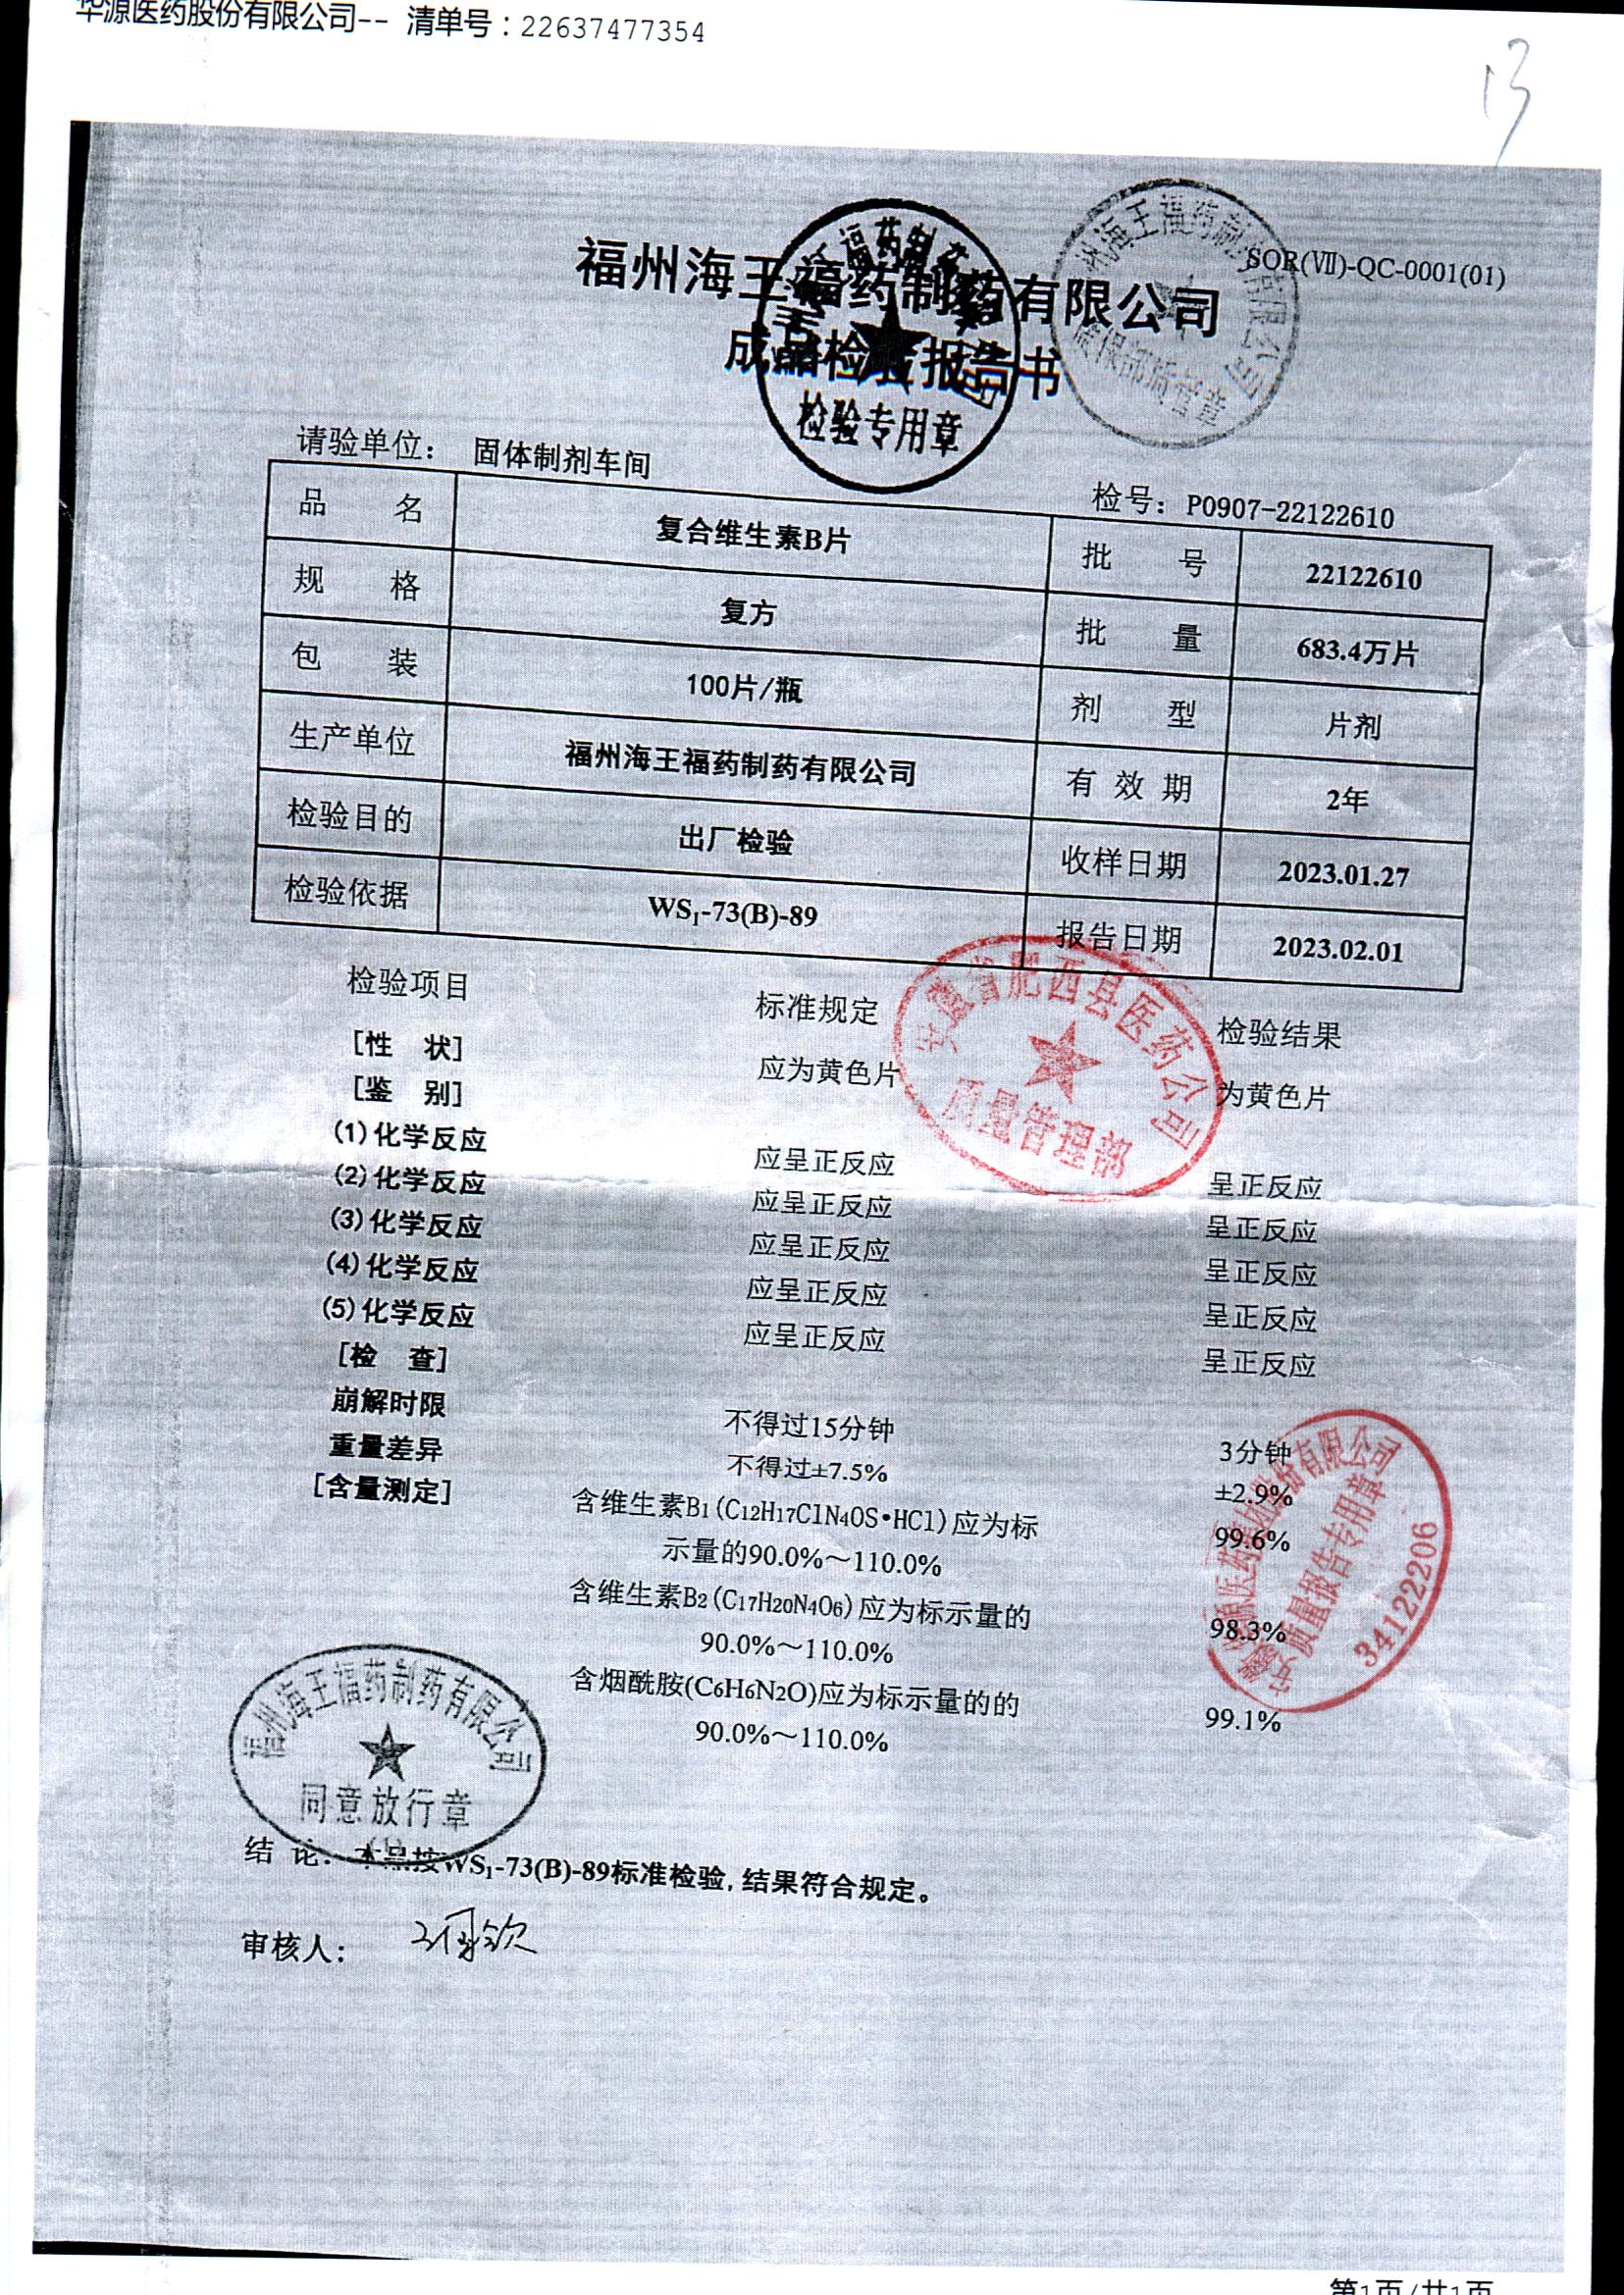 华源医药股份有限公司-- 清单号：22637477354
13
SOR(Ⅶ)-QC-0001(01)
福州海王福药制药有限公司
成品检验报告书
检验专用章
请验单位： 固体制剂车间
检号：P0907-22122610
品 名 复合维生素B片 批 号 22122610
规 格 复方 批 量 683.4万片
包 装 100片/瓶 剂 型 片剂
生产单位 福州海王福药制药有限公司 有效期 2年
检验目的 出厂检验 收样日期 2023.01.27
检验依据 WS₁-73(B)-89 报告日期 2023.02.01
检验项目 标准规定 检验结果
[性 状] 应为黄色片 为黄色片
[鉴 别]
(1)化学反应 应呈正反应 呈正反应
(2)化学反应 应呈正反应 呈正反应
(3)化学反应 应呈正反应 呈正反应
(4)化学反应 应呈正反应 呈正反应
(5)化学反应 应呈正反应 呈正反应
[检 查]
崩解时限 不得过15分钟 3分钟
重量差异 不得过±7.5% ±2.9%
[含量测定] 含维生素B1(C12H17ClN4OS•HCl)应为标 99.6%
示量的90.0%～110.0%
含维生素B2(C17H20N4O6)应为标示量的 98.3%
90.0%～110.0%
含烟酰胺(C6H6N2O)应为标示量的的 99.1%
90.0%～110.0%
安徽省肥西县医药公司
质量管理部
质量报告专用章
34122206
福州海王福药制药有限公司
同意放行章
结 论：本品按WS₁-73(B)-89标准检验,结果符合规定。
审核人：
第1页/共1页